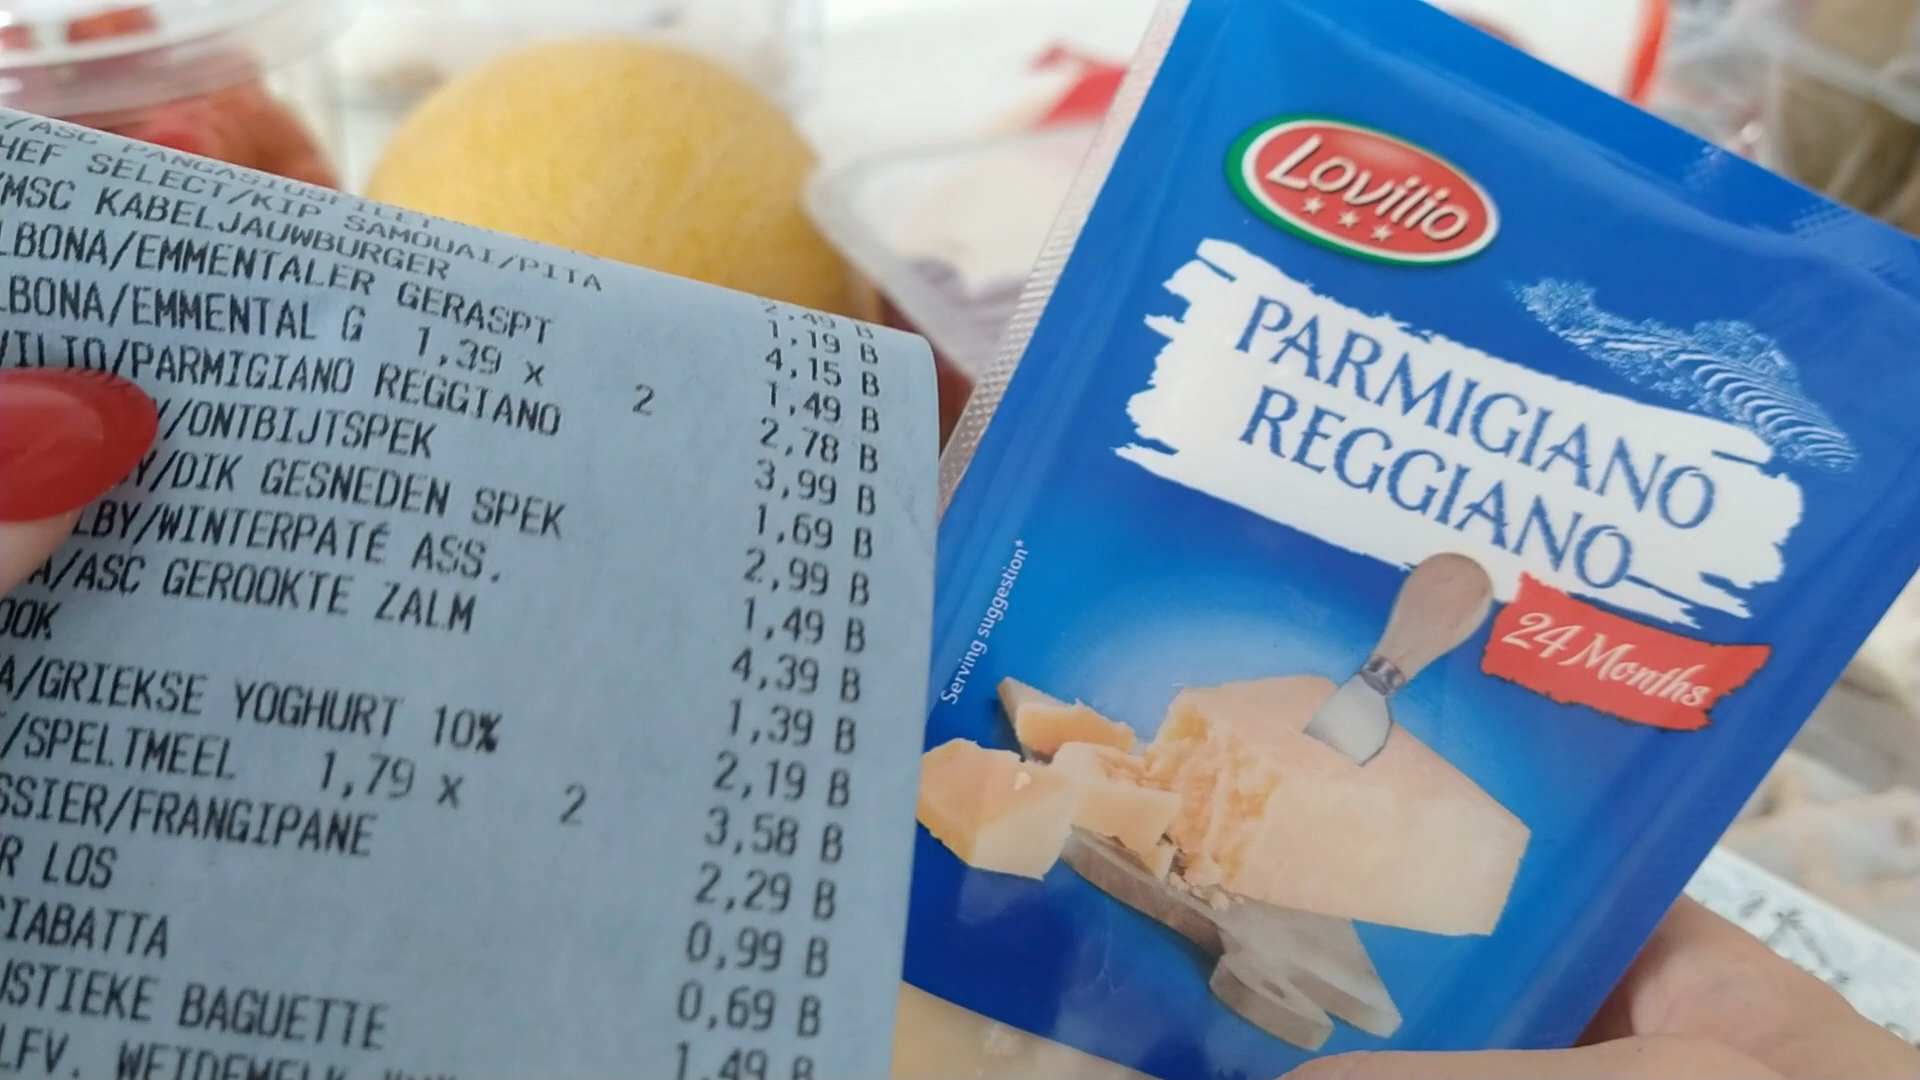 /ASC PANGASIUSFILET
HEF SELECT/KIP SAMOUAI/PITA
/MSC KABELJAUWBURGER 2,49 B
LBONA/EMMENTALER GERASPT 1,19 B
LBONA/EMMENTAL G 1,39 x 2 4,15 B
VILIO/PARMIGIANO REGGIANO 1,49 B
/ONTBIJTSPEK 2,78 B
Y/DIK GESNEDEN SPEK 3,99 B
LBY/WINTERPATÉ ASS. 1,69 B
A/ASC GEROOKTE ZALM 2,99 B
OOK 1,49 B
A/GRIEKSE YOGHURT 10% 4,39 B
/SPELTMEEL 1,79 x 2 1,39 B
SSIER/FRANGIPANE 2,19 B
R LOS 3,58 B
CIABATTA 2,29 B
USTIEKE BAGUETTE 0,99 B
LFV. WEIDEMELK 0,69 B
1,49 B
Lovilio
PARMIGIANO
REGGIANO
24 Months
Serving suggestion*